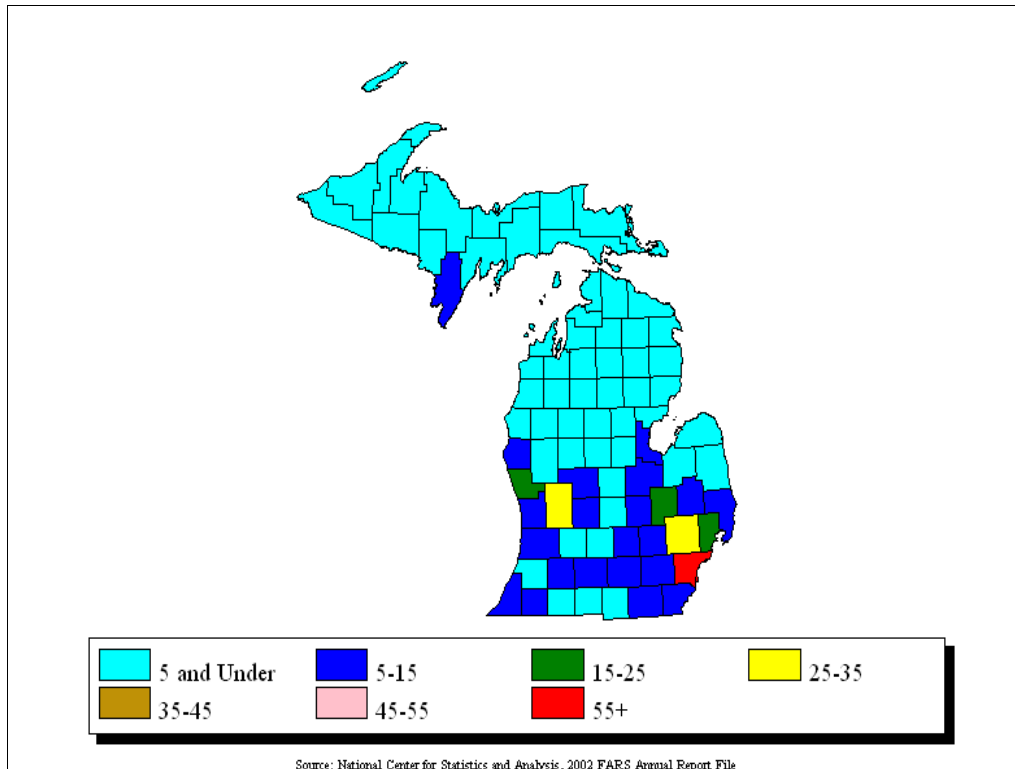 5 and Under 5-15 15-25 25-35
35-45 45-55 55+
Source: National Center for Statistics and Analysis, 2002 FARS Annual Report File